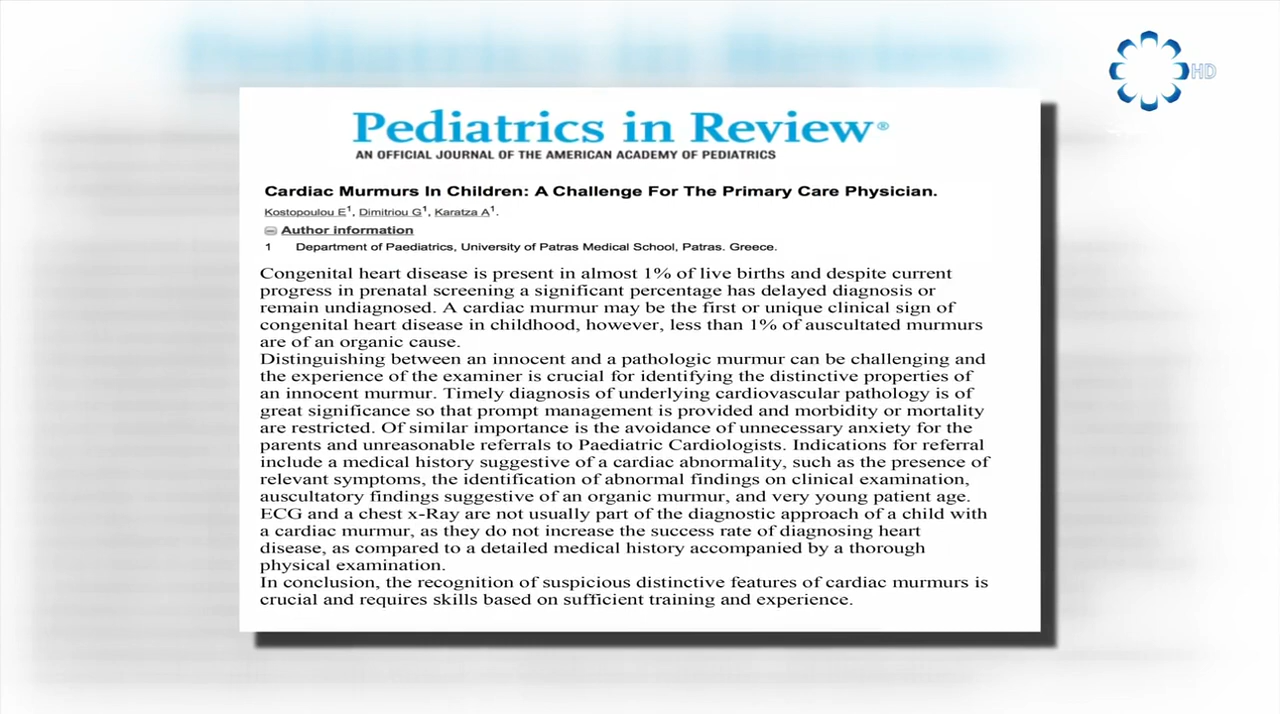 HD
Pediatrics in Review®
AN OFFICIAL JOURNAL OF THE AMERICAN ACADEMY OF PEDIATRICS
Cardiac Murmurs In Children: A Challenge For The Primary Care Physician.
Kostopoulou E1, Dimitriou G1, Karatza A1.
Author information
1 Department of Paediatrics, University of Patras Medical School, Patras. Greece.
Congenital heart disease is present in almost 1% of live births and despite current
progress in prenatal screening a significant percentage has delayed diagnosis or
remain undiagnosed. A cardiac murmur may be the first or unique clinical sign of
congenital heart disease in childhood, however, less than 1% of auscultated murmurs
are of an organic cause.
Distinguishing between an innocent and a pathologic murmur can be challenging and
the experience of the examiner is crucial for identifying the distinctive properties of
an innocent murmur. Timely diagnosis of underlying cardiovascular pathology is of
great significance so that prompt management is provided and morbidity or mortality
are restricted. Of similar importance is the avoidance of unnecessary anxiety for the
parents and unreasonable referrals to Paediatric Cardiologists. Indications for referral
include a medical history suggestive of a cardiac abnormality, such as the presence of
relevant symptoms, the identification of abnormal findings on clinical examination,
auscultatory findings suggestive of an organic murmur, and very young patient age.
ECG and a chest x-Ray are not usually part of the diagnostic approach of a child with
a cardiac murmur, as they do not increase the success rate of diagnosing heart
disease, as compared to a detailed medical history accompanied by a thorough
physical examination.
In conclusion, the recognition of suspicious distinctive features of cardiac murmurs is
crucial and requires skills based on sufficient training and experience.